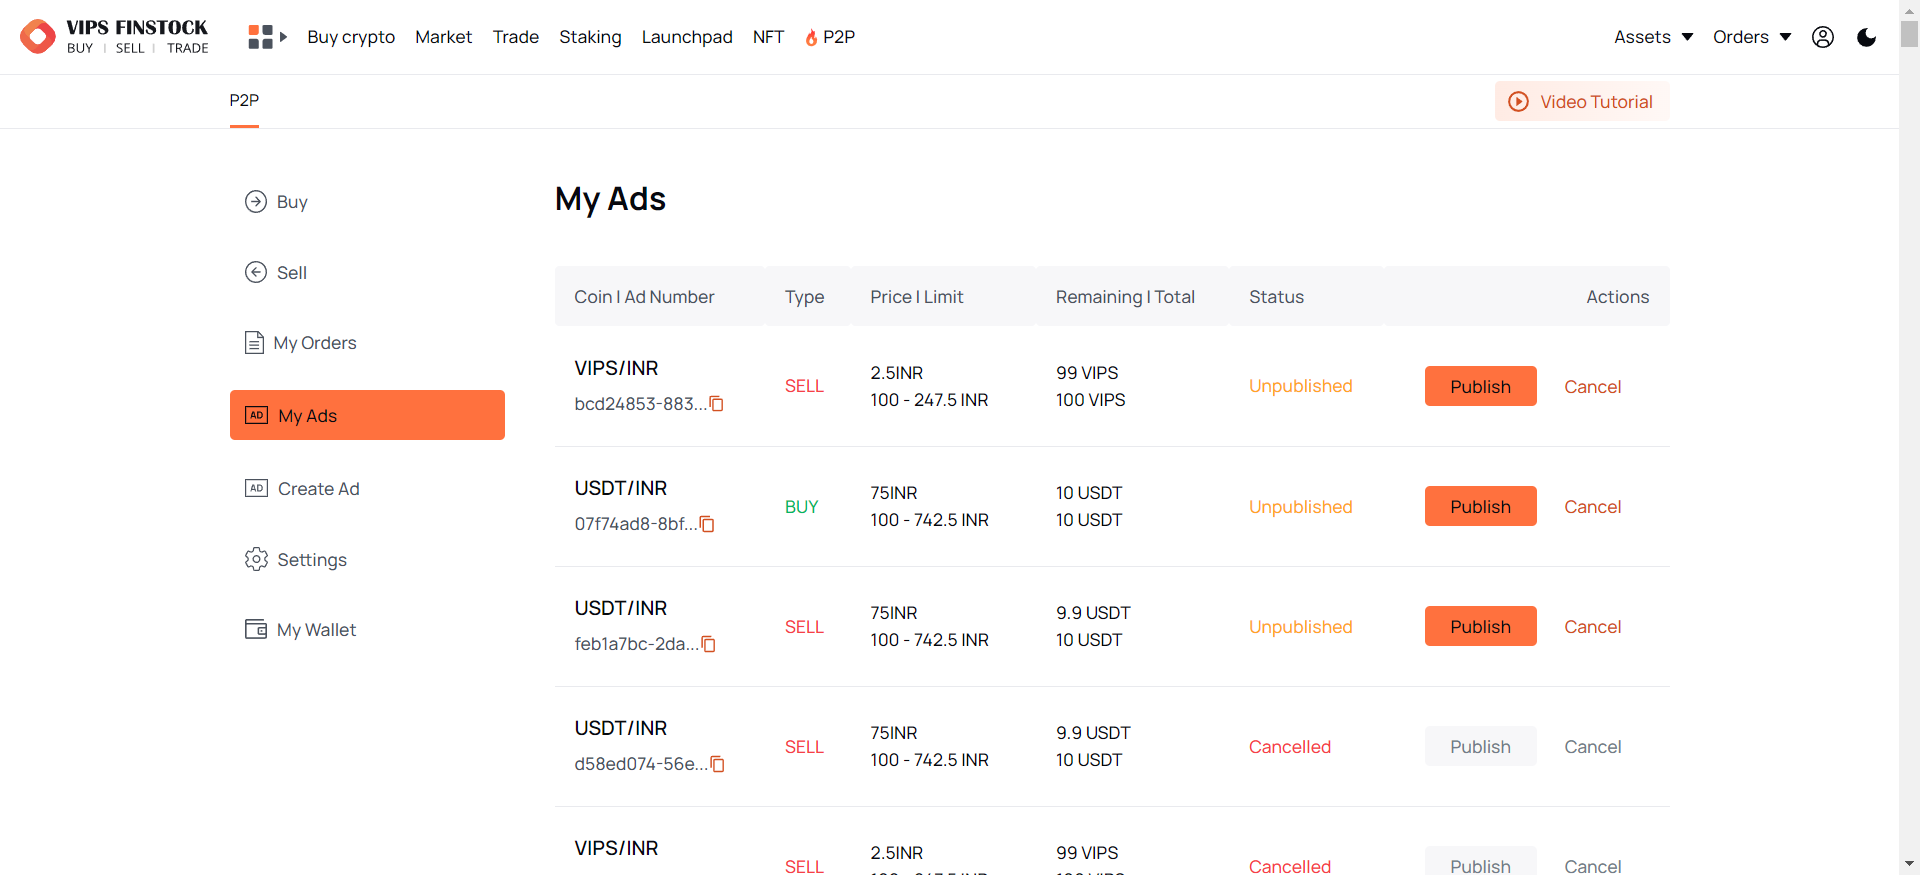 VIPS FINSTOCK
BUY | SELL | TRADE
Buy crypto Market Trade Staking Launchpad NFT P2P
Assets Orders
P2P
Video Tutorial
Buy
Sell
My Orders
AD My Ads
AD Create Ad
Settings
My Wallet
My Ads
Coin | Ad Number Type Price | Limit Remaining | Total Status Actions
VIPS/INR
bcd24853-883...
SELL
2.5INR
100 - 247.5 INR
99 VIPS
100 VIPS
Unpublished
Publish Cancel
USDT/INR
07f74ad8-8bf...
BUY
75INR
100 - 742.5 INR
10 USDT
10 USDT
Unpublished
Publish Cancel
USDT/INR
feb1a7bc-2da...
SELL
75INR
100 - 742.5 INR
9.9 USDT
10 USDT
Unpublished
Publish Cancel
USDT/INR
d58ed074-56e...
SELL
75INR
100 - 742.5 INR
9.9 USDT
10 USDT
Cancelled
Publish Cancel
VIPS/INR
SELL
2.5INR
99 VIPS
Cancelled
Publish Cancel